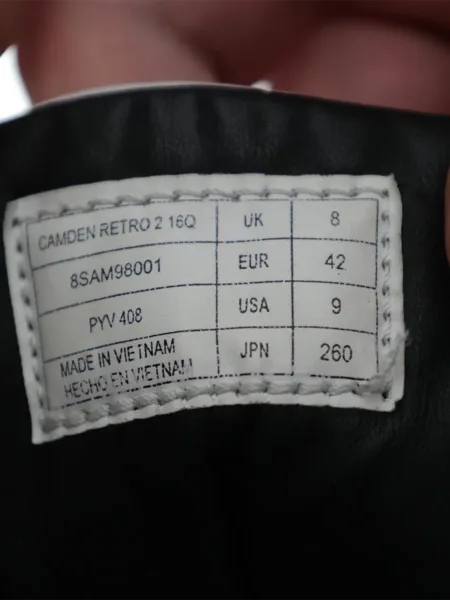 CAMDEN RETRO 2 16Q UK 8
8SAM98001 EUR 42
PYV 408 USA 9
MADE IN VIETNAM JPN 260
HECHO EN VIETNAM